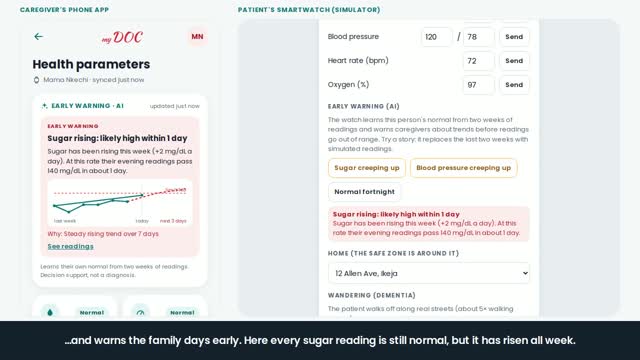 CAREGIVER'S PHONE APP
my DOC
MN
Health parameters
Mama Nkechi · synced just now
EARLY WARNING · AI
updated just now
EARLY WARNING
Sugar rising: likely high within 1 day
Sugar has been rising this week (+2 mg/dL a
day). At this rate their evening readings pass
140 mg/dL in about 1 day.
last week
today
next 3 days
Why: Steady rising trend over 7 days
See readings
Learns their own normal from two weeks of readings.
Decision support, not a diagnosis.
Normal
Normal
PATIENT'S SMARTWATCH (SIMULATOR)
Blood pressure 120 / 78 Send
Heart rate (bpm) 72 Send
Oxygen (%) 97 Send
EARLY WARNING (AI)
The watch learns this person's normal from two weeks of
readings and warns caregivers about trends before readings
go out of range. Try a story: it replaces the last two weeks with
simulated readings.
Sugar creeping up
Blood pressure creeping up
Normal fortnight
Sugar rising: likely high within 1 day
Sugar has been rising this week (+2 mg/dL a day). At this
rate their evening readings pass 140 mg/dL in about 1 day.
HOME (THE SAFE ZONE IS AROUND IT)
12 Allen Ave, Ikeja
WANDERING (DEMENTIA)
The patient walks off along real streets (about 5× walking
...and warns the family days early. Here every sugar reading is still normal, but it has risen all week.